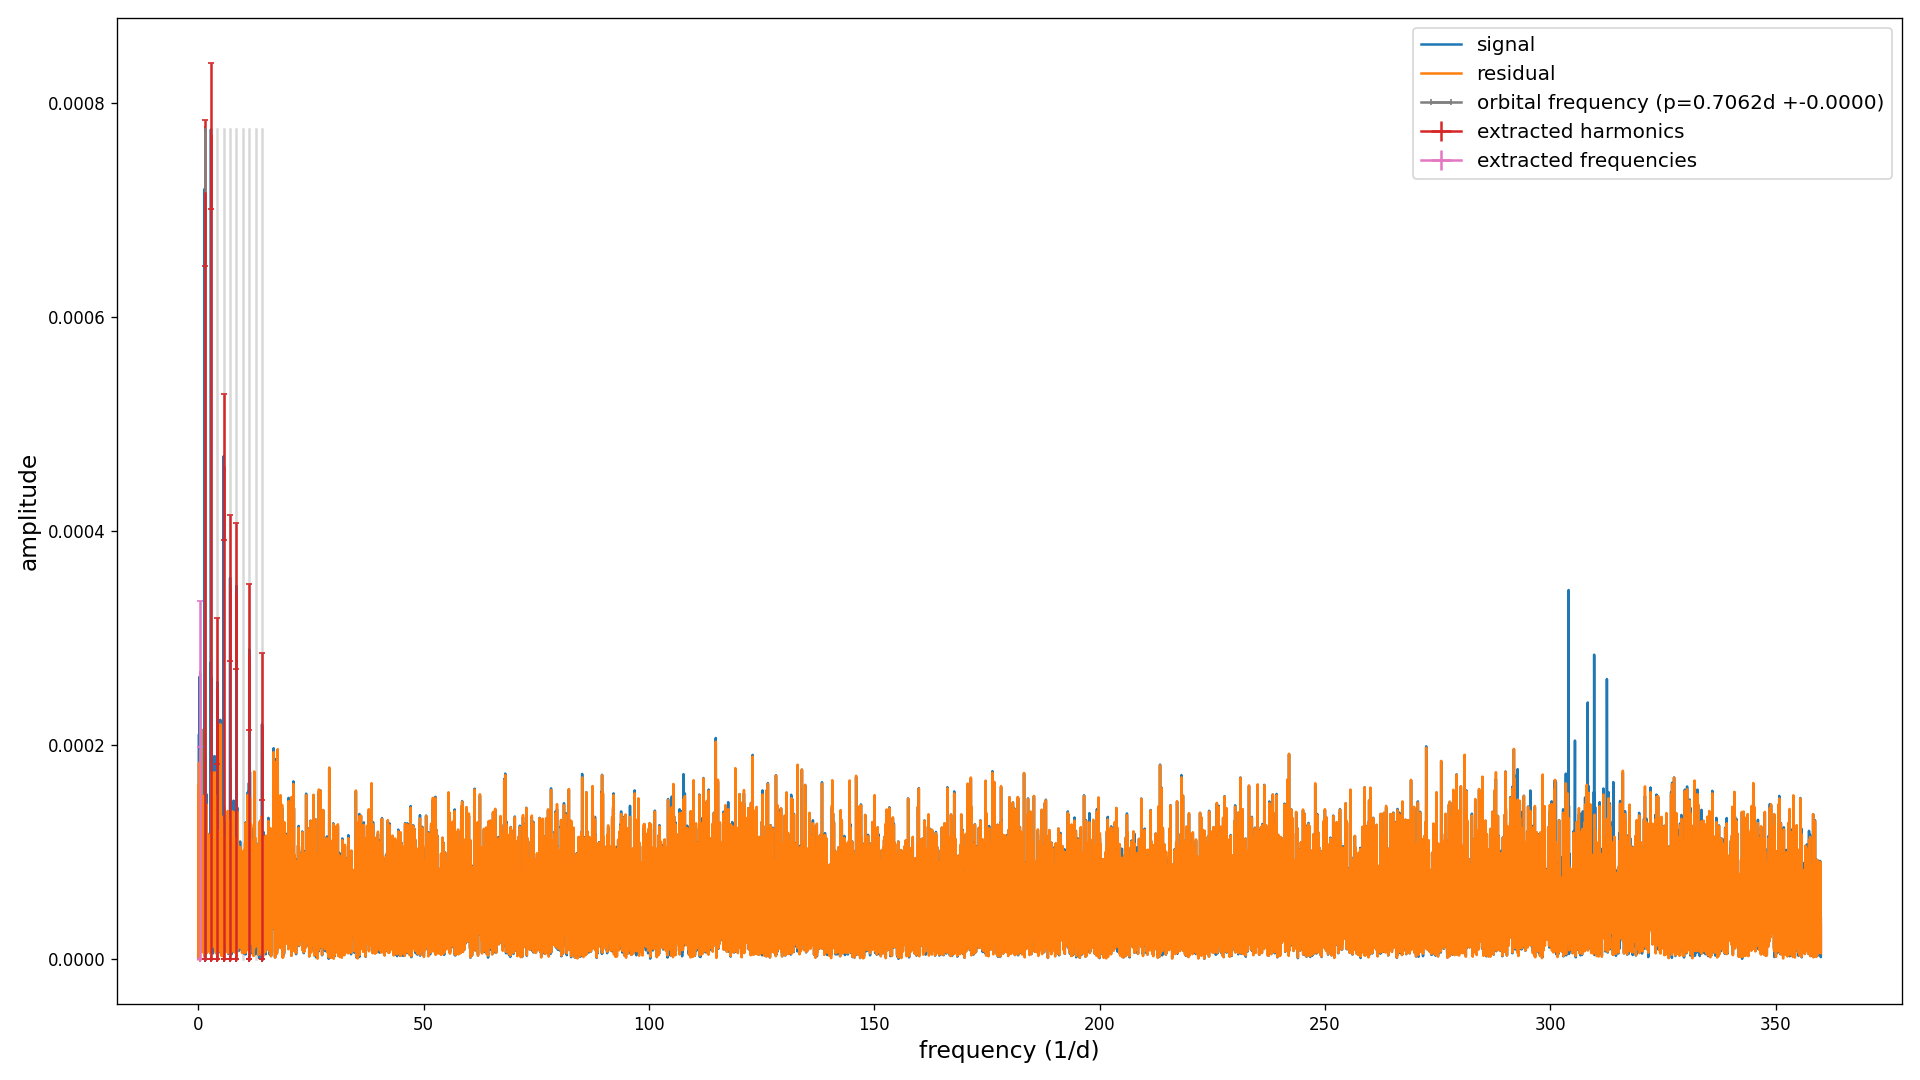 signal
residual
orbital frequency (p=0.7062d +-0.0000)
extracted harmonics
extracted frequencies
0.0008
0.0006
0.0004
0.0002
0.0000
amplitude
0 50 100 150 200 250 300 350
frequency (1/d)